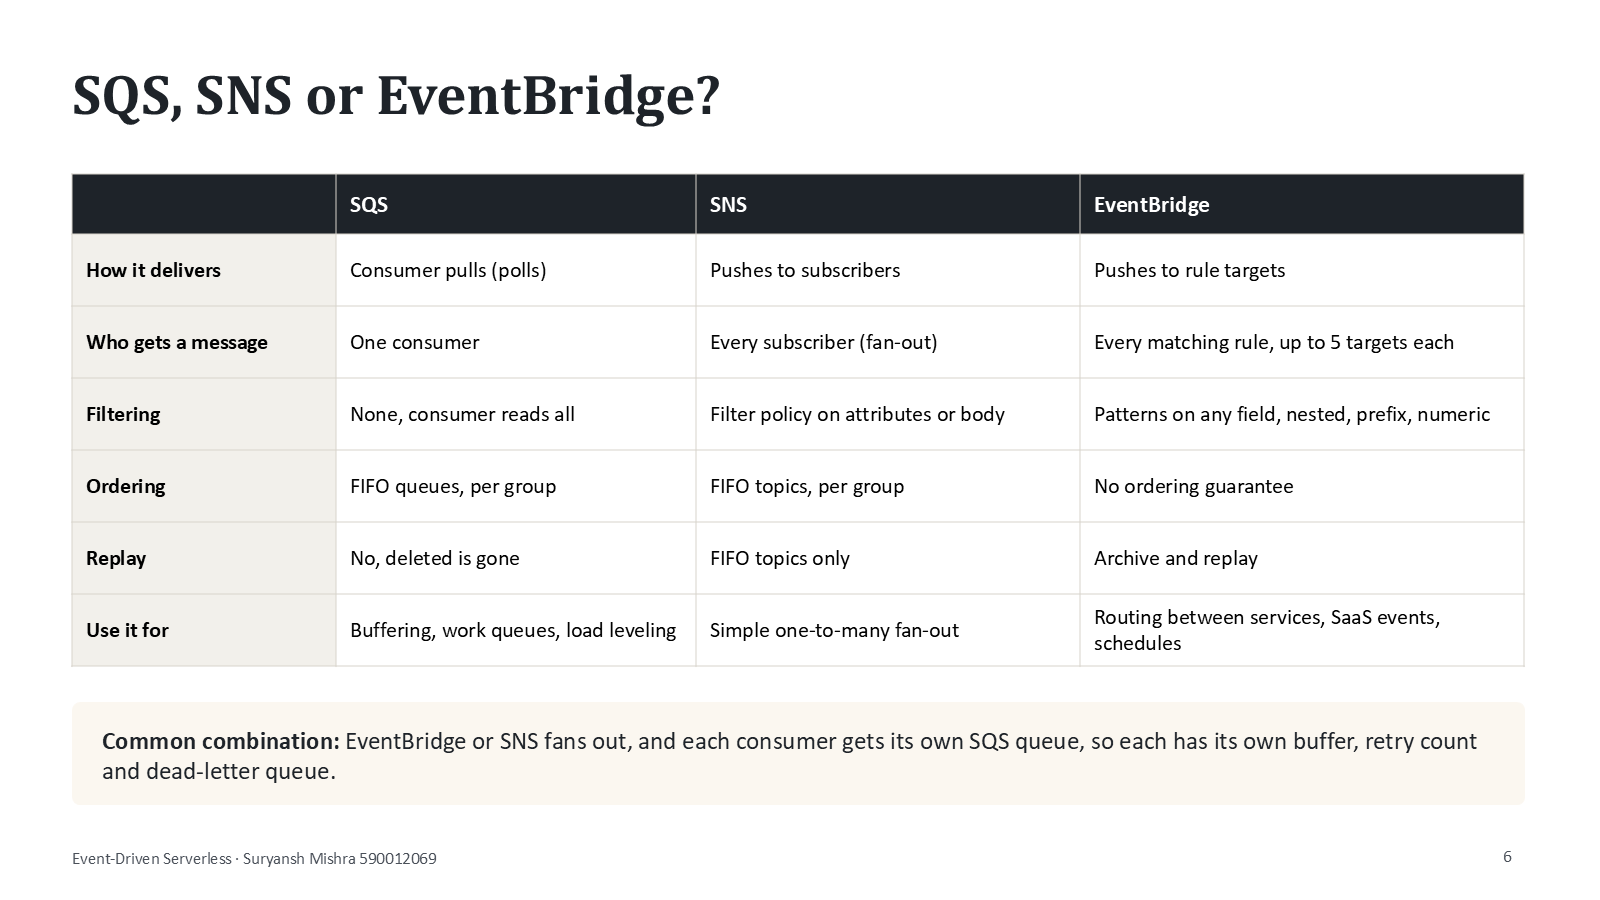 SQS, SNS or EventBridge?
SQS SNS EventBridge
How it delivers Consumer pulls (polls) Pushes to subscribers Pushes to rule targets
Who gets a message One consumer Every subscriber (fan-out) Every matching rule, up to 5 targets each
Filtering None, consumer reads all Filter policy on attributes or body Patterns on any field, nested, prefix, numeric
Ordering FIFO queues, per group FIFO topics, per group No ordering guarantee
Replay No, deleted is gone FIFO topics only Archive and replay
Use it for Buffering, work queues, load leveling Simple one-to-many fan-out Routing between services, SaaS events,
schedules
Common combination: EventBridge or SNS fans out, and each consumer gets its own SQS queue, so each has its own buffer, retry count
and dead-letter queue.
Event-Driven Serverless · Suryansh Mishra 590012069 6